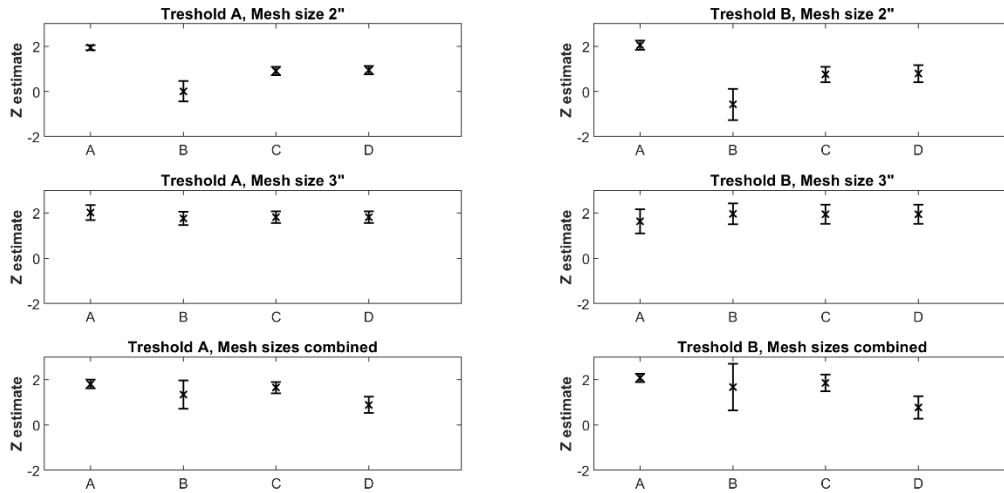 Treshold A, Mesh size 2"
Z estimate
2
0
-2
A B C D
Treshold B, Mesh size 2"
Z estimate
2
0
-2
A B C D
Treshold A, Mesh size 3"
Z estimate
2
0
-2
A B C D
Treshold B, Mesh size 3"
Z estimate
2
0
-2
A B C D
Treshold A, Mesh sizes combined
Z estimate
2
0
-2
A B C D
Treshold B, Mesh sizes combined
Z estimate
2
0
-2
A B C D